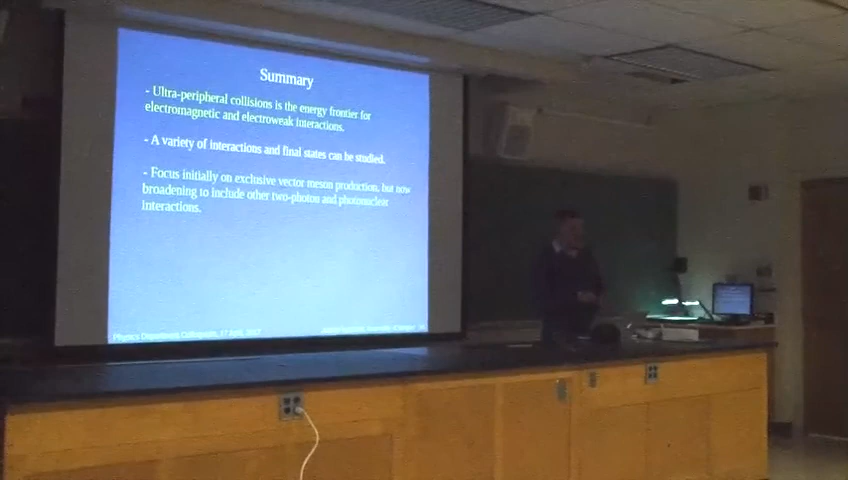 Summary
- Ultra-peripheral collisions is the energy frontier for
electromagnetic and electroweak interactions.
- A variety of interactions and final states can be studied.
- Focus initially on exclusive vector meson production, but now
broadening to include other two-photon and photonuclear
interactions.
Physics Department Colloquium, 27 April,